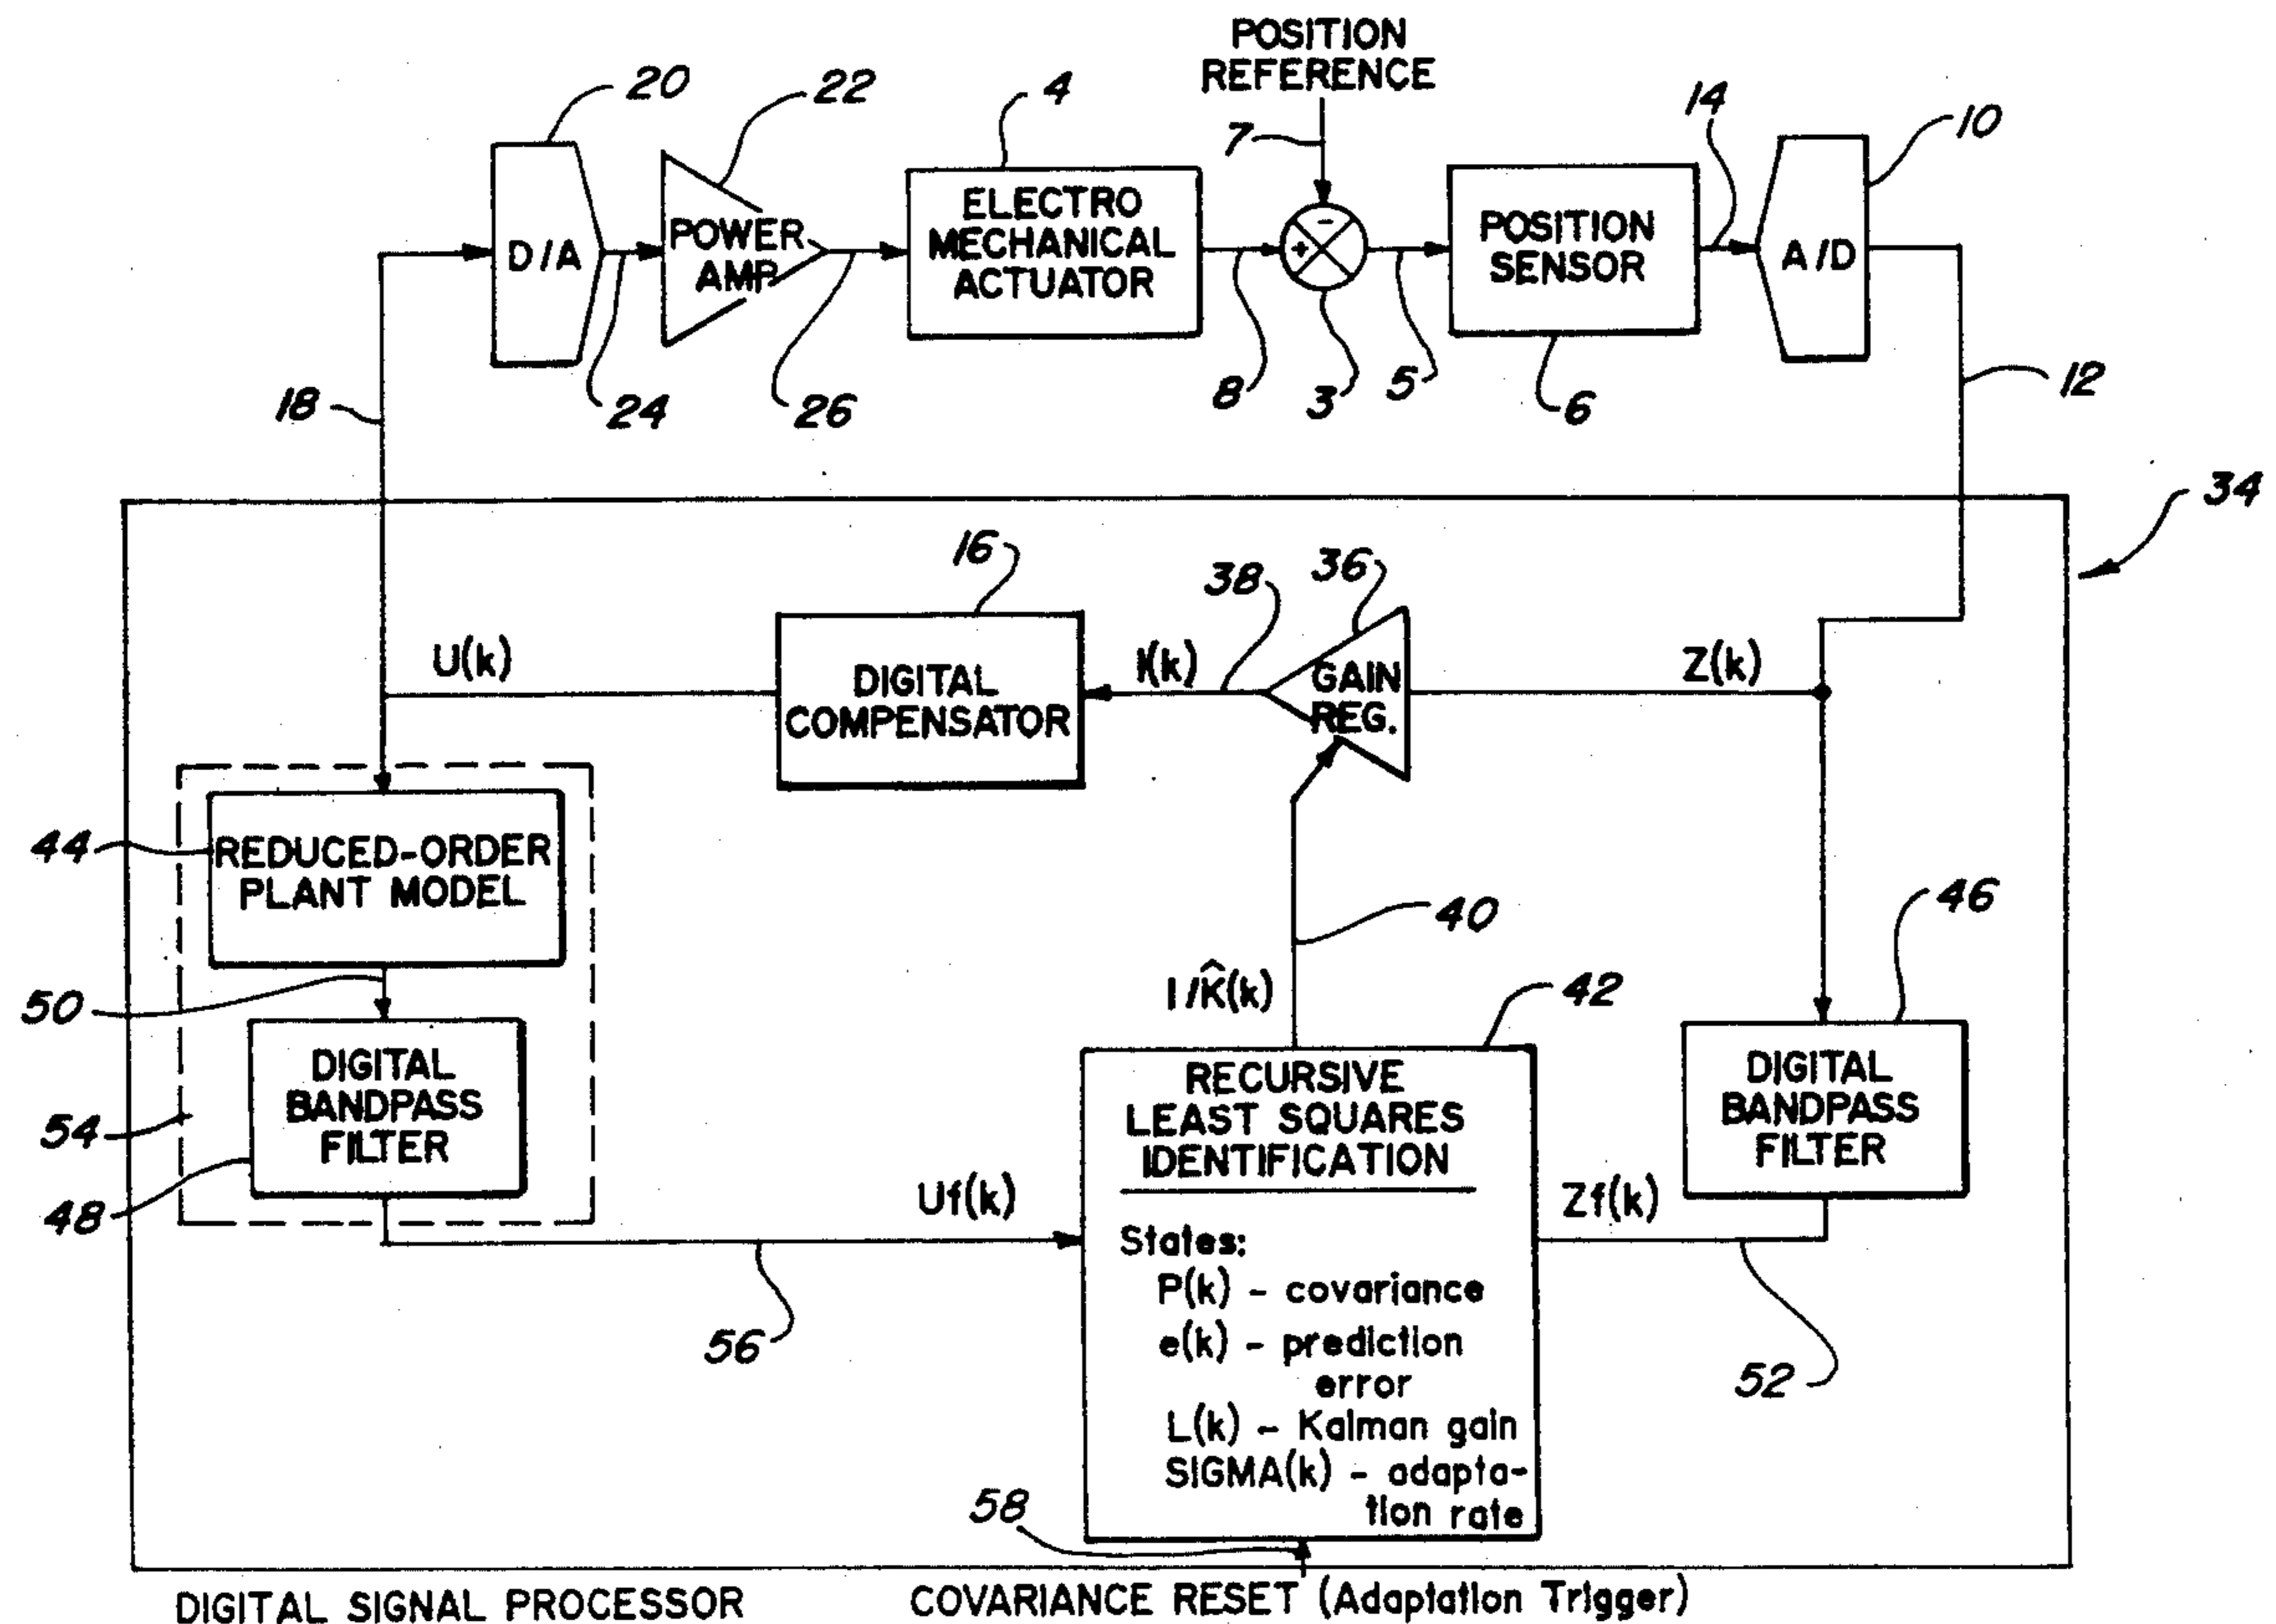 POSITION
REFERENCE
20
22
4
7
14
10
D/A
POWER
AMP
ELECTRO
MECHANICAL
ACTUATOR
-
+
POSITION
SENSOR
A/D
18
24
26
8
3
5
6
12
34
16
38
36
U(k)
DIGITAL
COMPENSATOR
I(k)
GAIN
REG.
Z(k)
44
REDUCED-ORDER
PLANT MODEL
40
46
50
1/K̂(k)
42
DIGITAL
BANDPASS
FILTER
54
48
RECURSIVE
LEAST SQUARES
IDENTIFICATION
DIGITAL
BANDPASS
FILTER
Uf(k)
Zf(k)
56
52
States:
P(k) - covariance
e(k) - prediction
error
L(k) - Kalman gain
SIGMA(k) - adapta-
tion rate
58
DIGITAL SIGNAL PROCESSOR
COVARIANCE RESET (Adaptation Trigger)